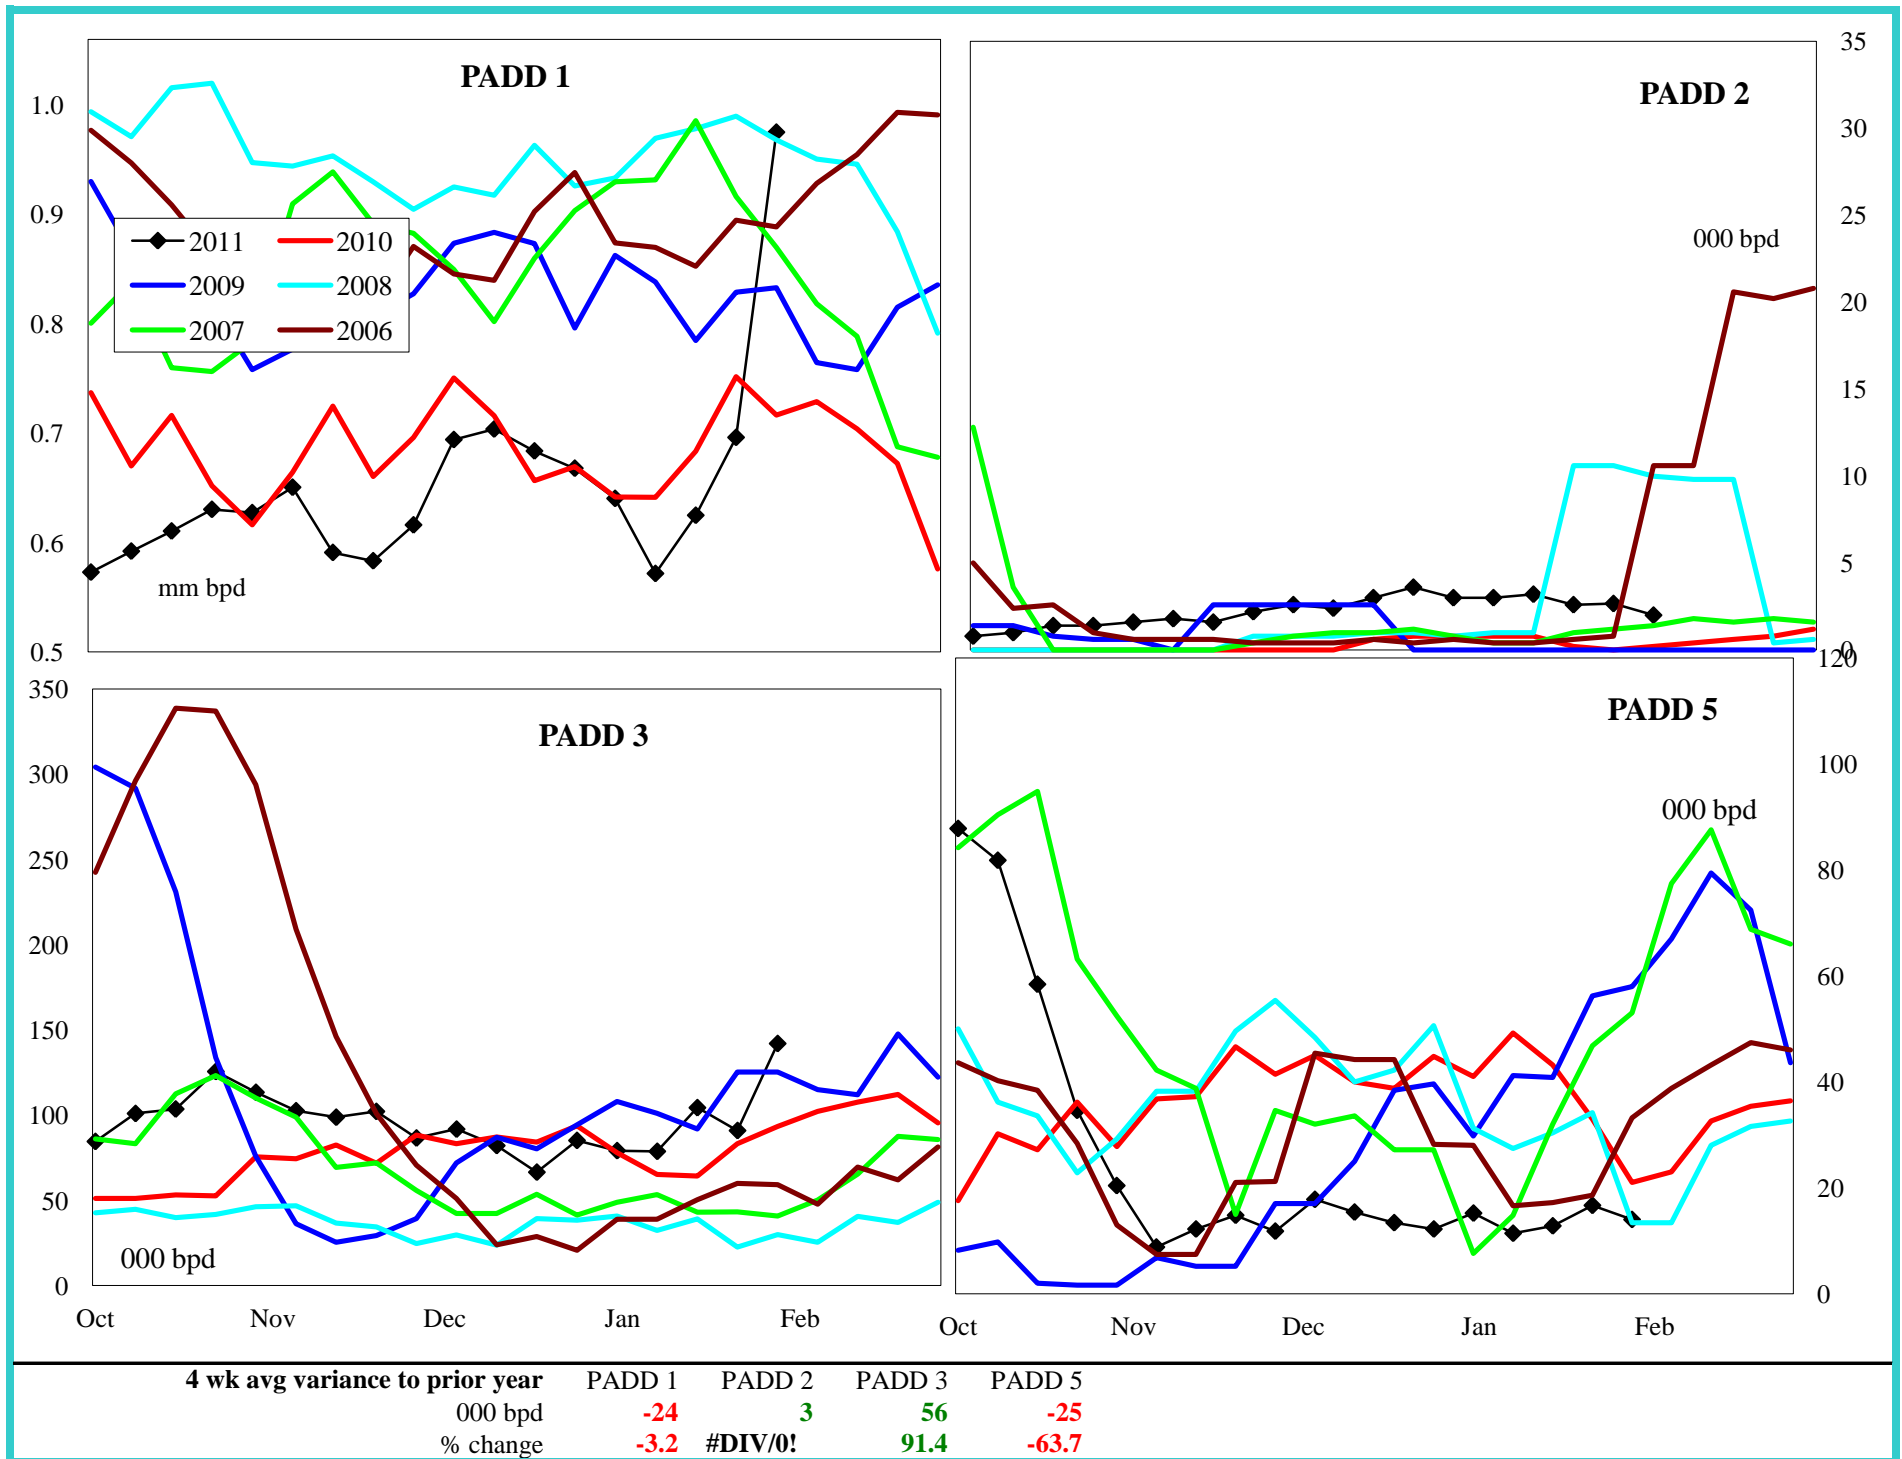 PADD 1
1.0
0.9
0.8
0.7
0.6
0.5
2011
2010
2009
2008
2007
2006
mm bpd
PADD 2
35
30
25
20
15
10
5
0
000 bpd
PADD 3
350
300
250
200
150
100
50
0
000 bpd
Oct Nov Dec Jan Feb
PADD 5
120
100
80
60
40
20
0
000 bpd
Oct Nov Dec Jan Feb
4 wk avg variance to prior year PADD 1 PADD 2 PADD 3 PADD 5
000 bpd -24 3 56 -25
% change -3.2 #DIV/0! 91.4 -63.7